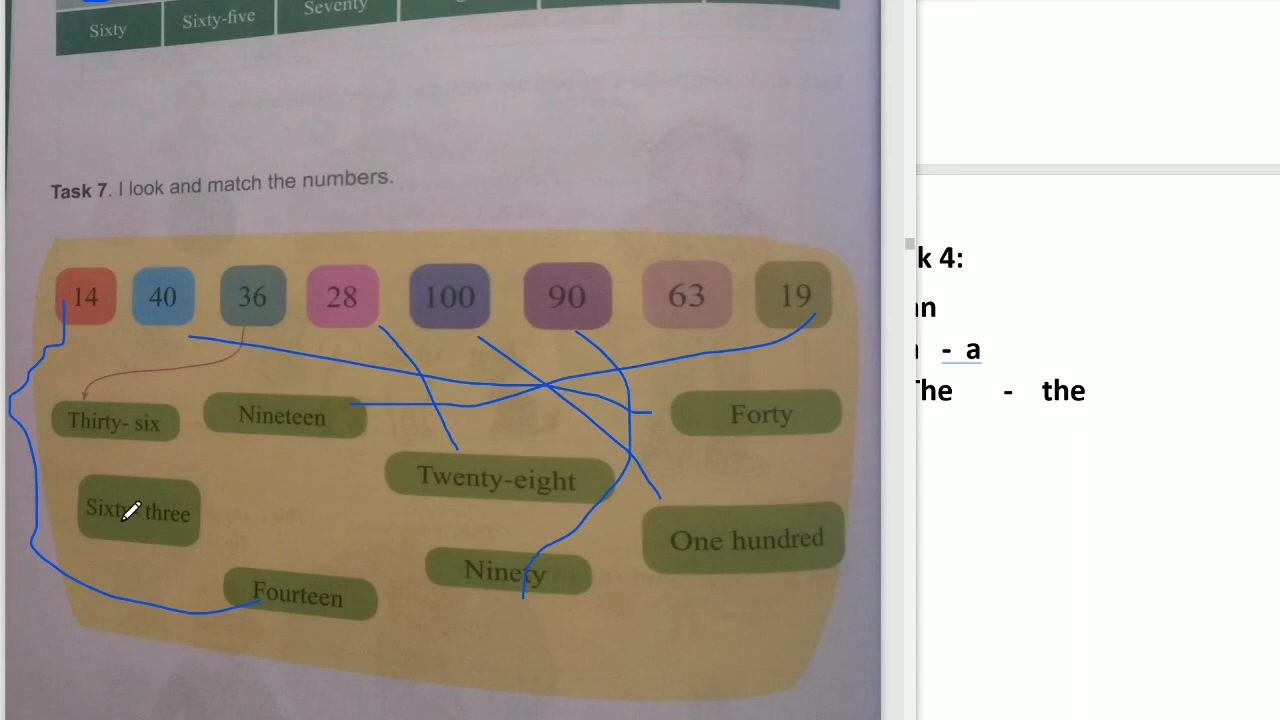 Sixty Sixty-five Seventy
Task 7. I look and match the numbers.
14 40 36 28 100 90 63 19
Thirty- six Nineteen Forty
Twenty-eight
Sixty three
One hundred
Ninety
Fourteen
k 4:
an
- a
The - the